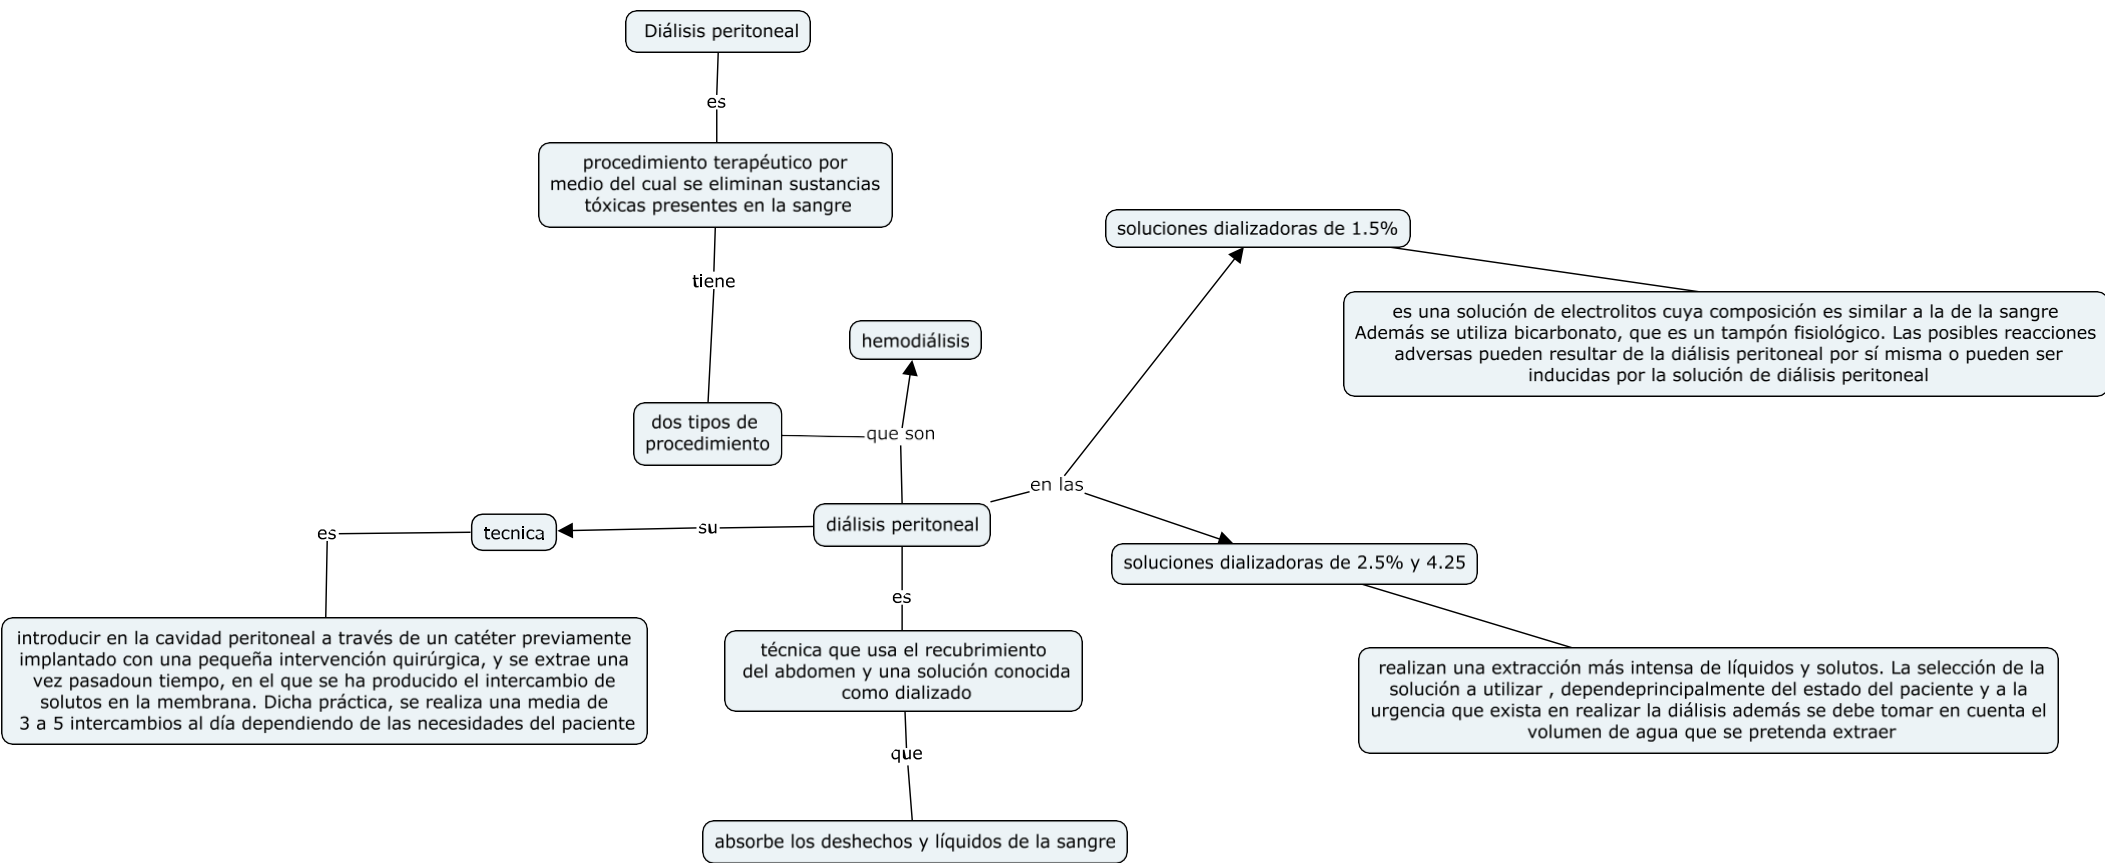 Diálisis peritoneal
es
procedimiento terapéutico por
medio del cual se eliminan sustancias
tóxicas presentes en la sangre
tiene
dos tipos de
procedimiento
que son
hemodiálisis
diálisis peritoneal
su
tecnica
es
introducir en la cavidad peritoneal a través de un catéter previamente
implantado con una pequeña intervención quirúrgica, y se extrae una
vez pasadoun tiempo, en el que se ha producido el intercambio de
solutos en la membrana. Dicha práctica, se realiza una media de
3 a 5 intercambios al día dependiendo de las necesidades del paciente
es
técnica que usa el recubrimiento
del abdomen y una solución conocida
como dializado
que
absorbe los deshechos y líquidos de la sangre
en las
soluciones dializadoras de 1.5%
es una solución de electrolitos cuya composición es similar a la de la sangre
Además se utiliza bicarbonato, que es un tampón fisiológico. Las posibles reacciones
adversas pueden resultar de la diálisis peritoneal por sí misma o pueden ser
inducidas por la solución de diálisis peritoneal
soluciones dializadoras de 2.5% y 4.25
realizan una extracción más intensa de líquidos y solutos. La selección de la
solución a utilizar , dependeprincipalmente del estado del paciente y a la
urgencia que exista en realizar la diálisis además se debe tomar en cuenta el
volumen de agua que se pretenda extraer